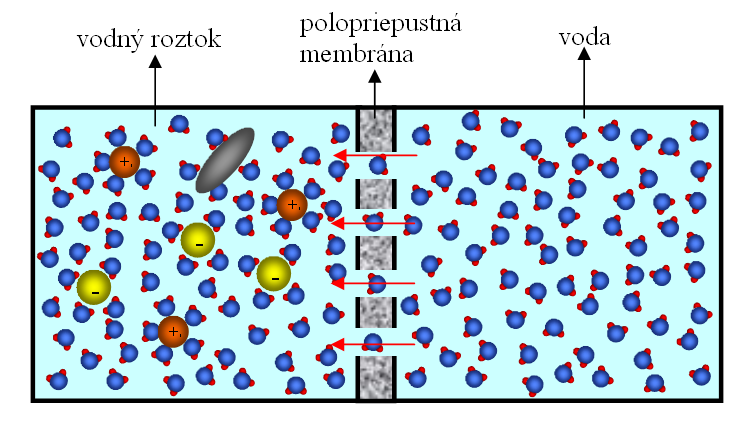 vodný roztok
polopriepustná
membrána
voda
+
+
-
-
-
+